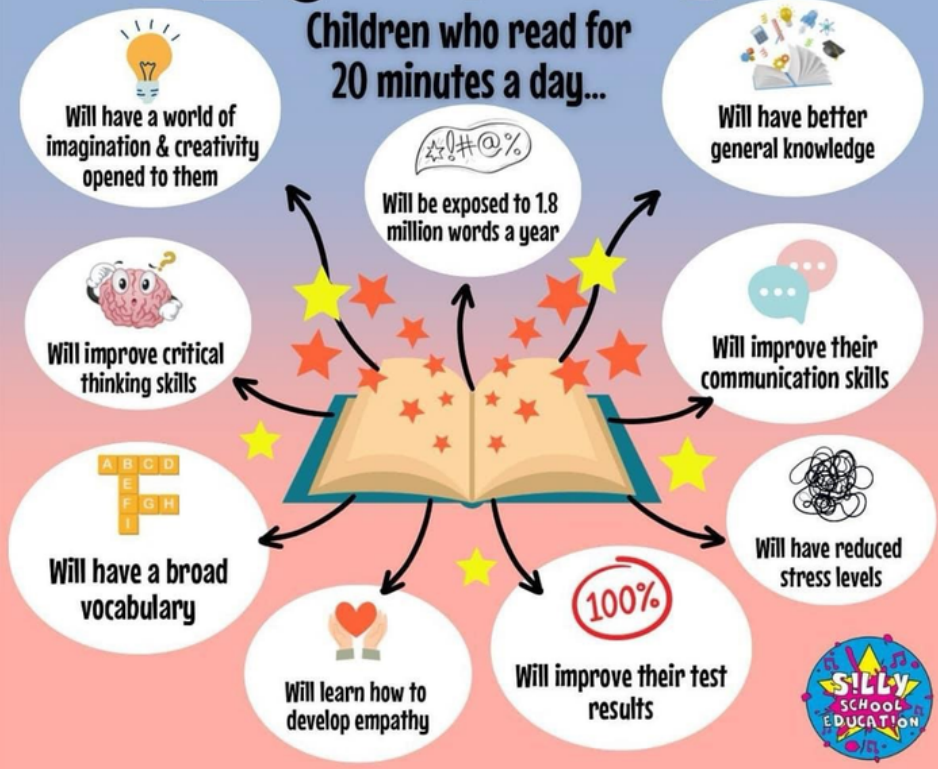 Children who read for
20 minutes a day...
Will have a world of
imagination & creativity
opened to them
*!#@%
Will be exposed to 1.8
million words a year
Will have better
general knowledge
?
Will improve critical
thinking skills
Will improve their
communication skills
A B C D
E
F G H
I
Will have a broad
vocabulary
Will have reduced
stress levels
Will learn how to
develop empathy
100%
Will improve their test
results
S!LLY
SCHOOL
EDUCAT!ON